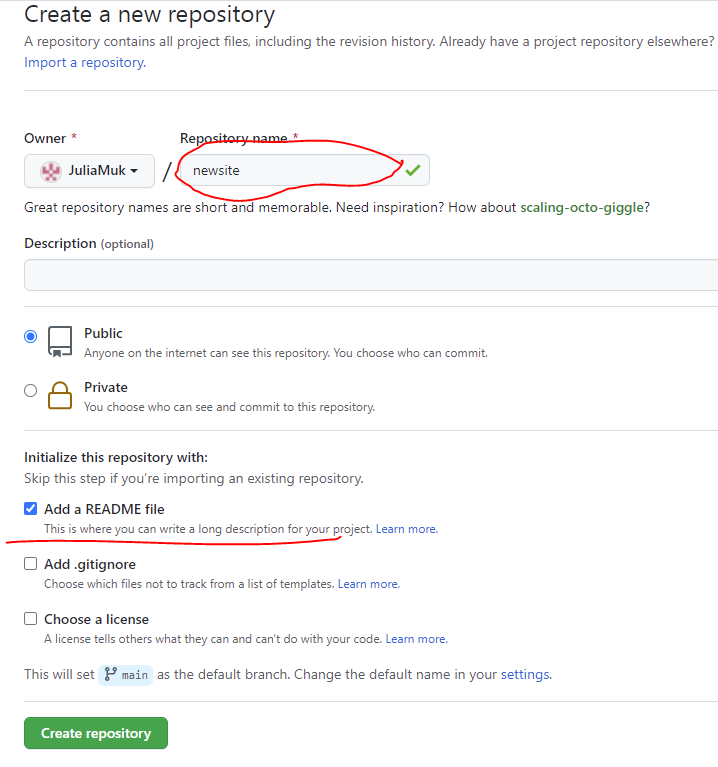 Create a new repository
A repository contains all project files, including the revision history. Already have a project repository elsewhere?
Import a repository.
Owner * Repository name *
JuliaMuk / newsite
Great repository names are short and memorable. Need inspiration? How about scaling-octo-giggle?
Description (optional)
Public
Anyone on the internet can see this repository. You choose who can commit.
Private
You choose who can see and commit to this repository.
Initialize this repository with:
Skip this step if you're importing an existing repository.
Add a README file
This is where you can write a long description for your project. Learn more.
Add .gitignore
Choose which files not to track from a list of templates. Learn more.
Choose a license
A license tells others what they can and can't do with your code. Learn more.
This will set main as the default branch. Change the default name in your settings.
Create repository